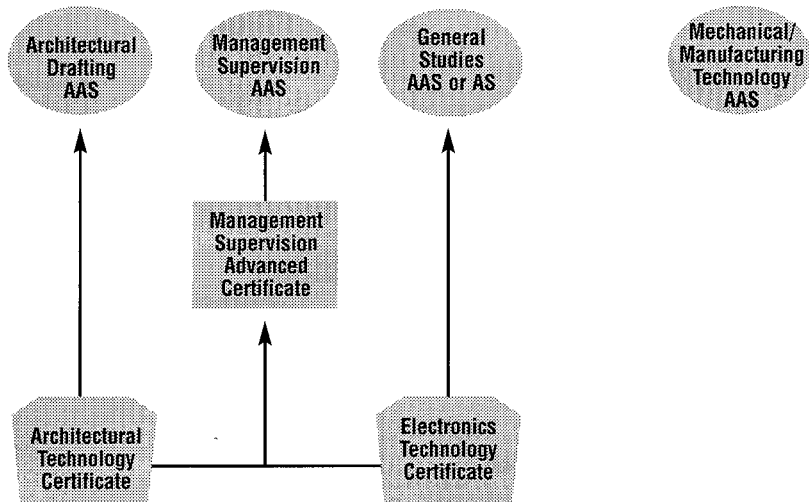 Architectural
Drafting
AAS
Management
Supervision
AAS
General
Studies
AAS or AS
Mechanical/
Manufacturing
Technology
AAS
Management
Supervision
Advanced
Certificate
Architectural
Technology
Certificate
Electronics
Technology
Certificate